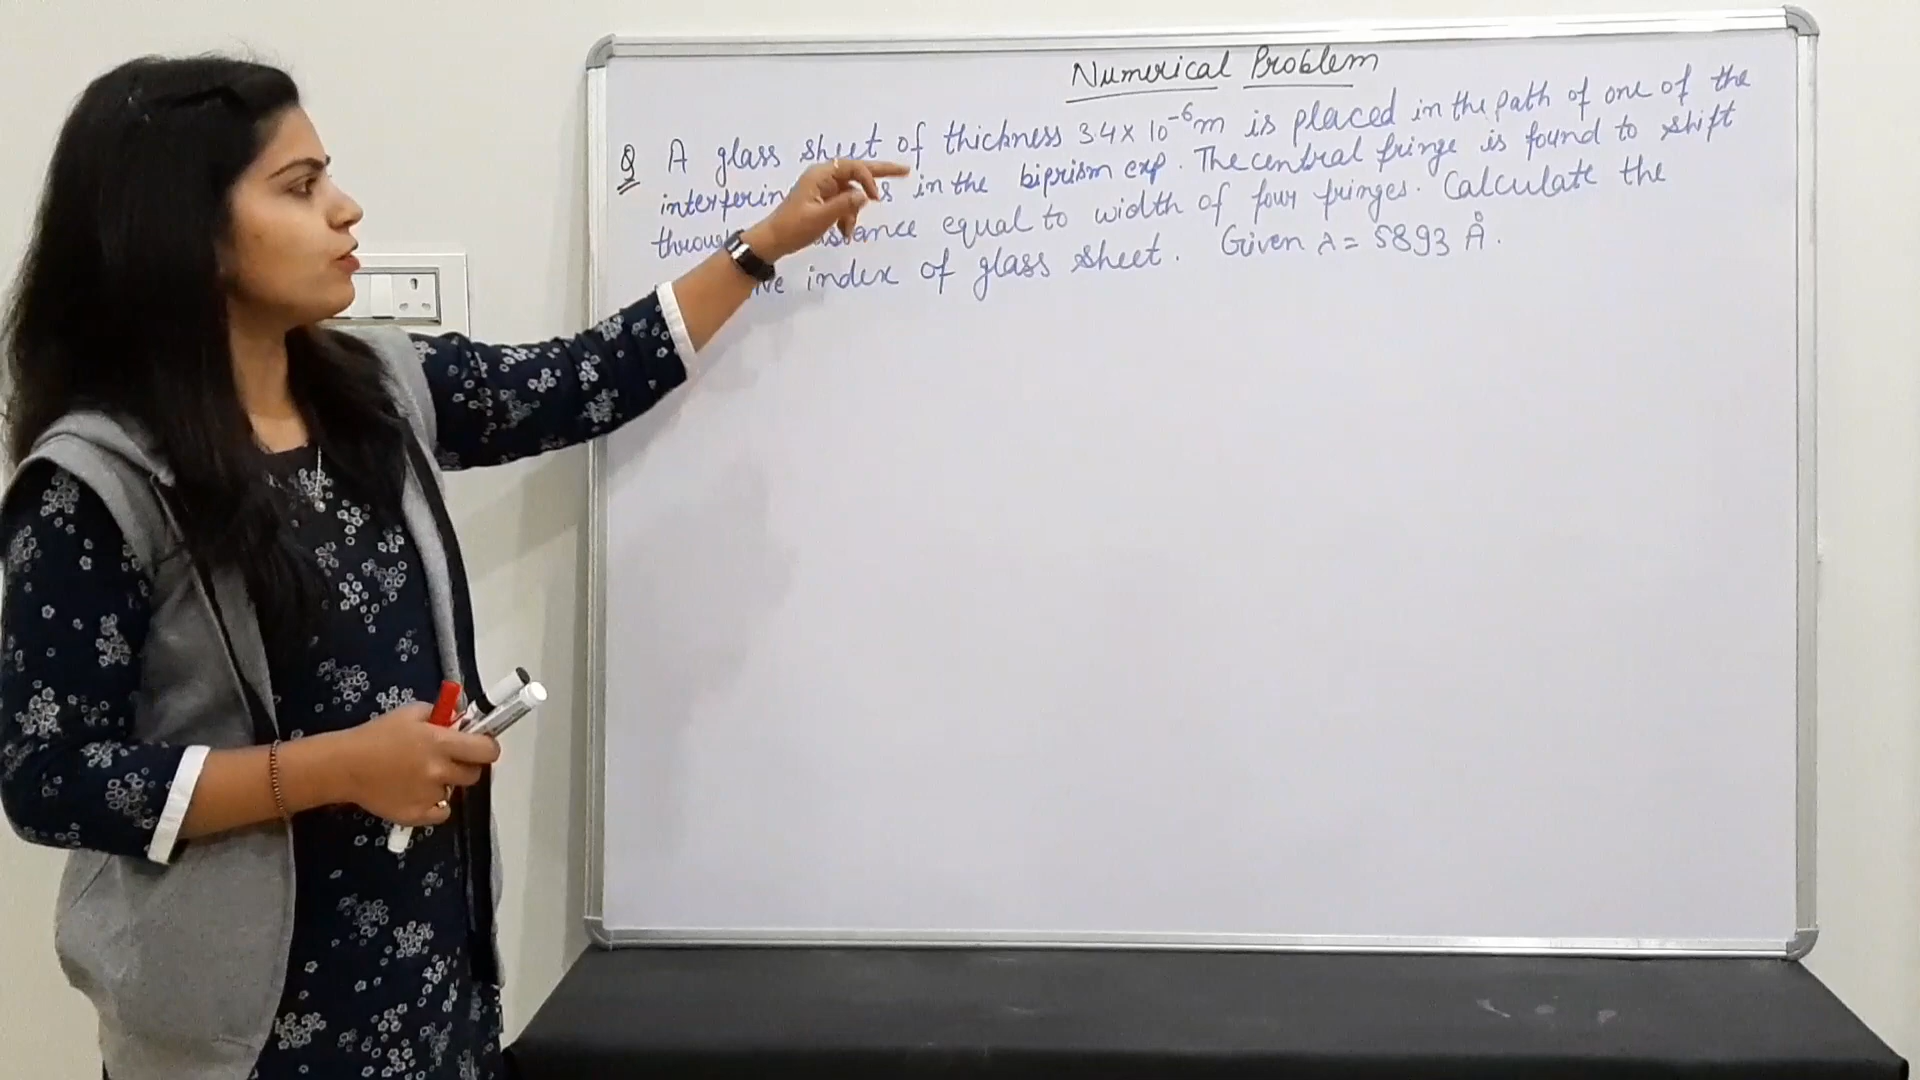 Numerical Problem
Q A glass sheet of thickness 3.4 x 10⁻⁶m is placed in the path of one of the
in the biprism exp. The central fringe is found to shift
equal to width of four fringes. Calculate the
index of glass sheet. Given λ = 5893 Å.